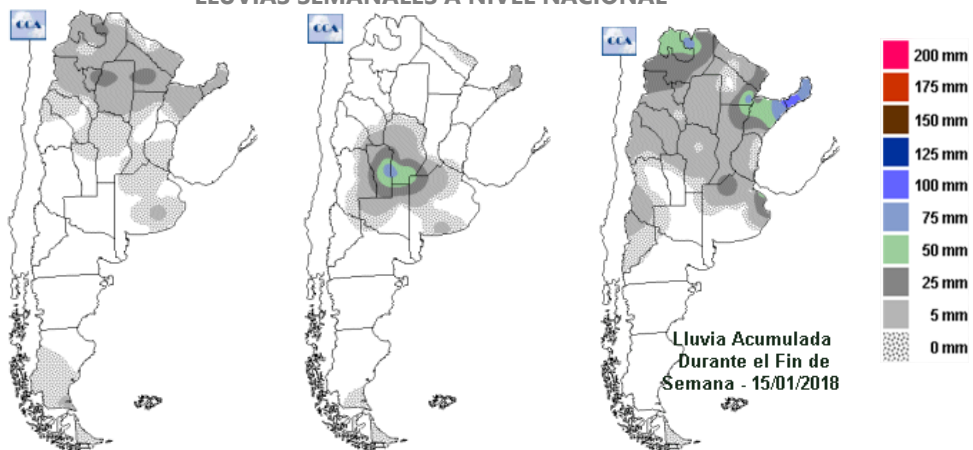 LLUVIAS SEMANALES A NIVEL NACIONAL
CCA
CCA
CCA
200 mm
175 mm
150 mm
125 mm
100 mm
75 mm
50 mm
25 mm
5 mm
0 mm
Lluvia Acumulada
Durante el Fin de
Semana - 15/01/2018